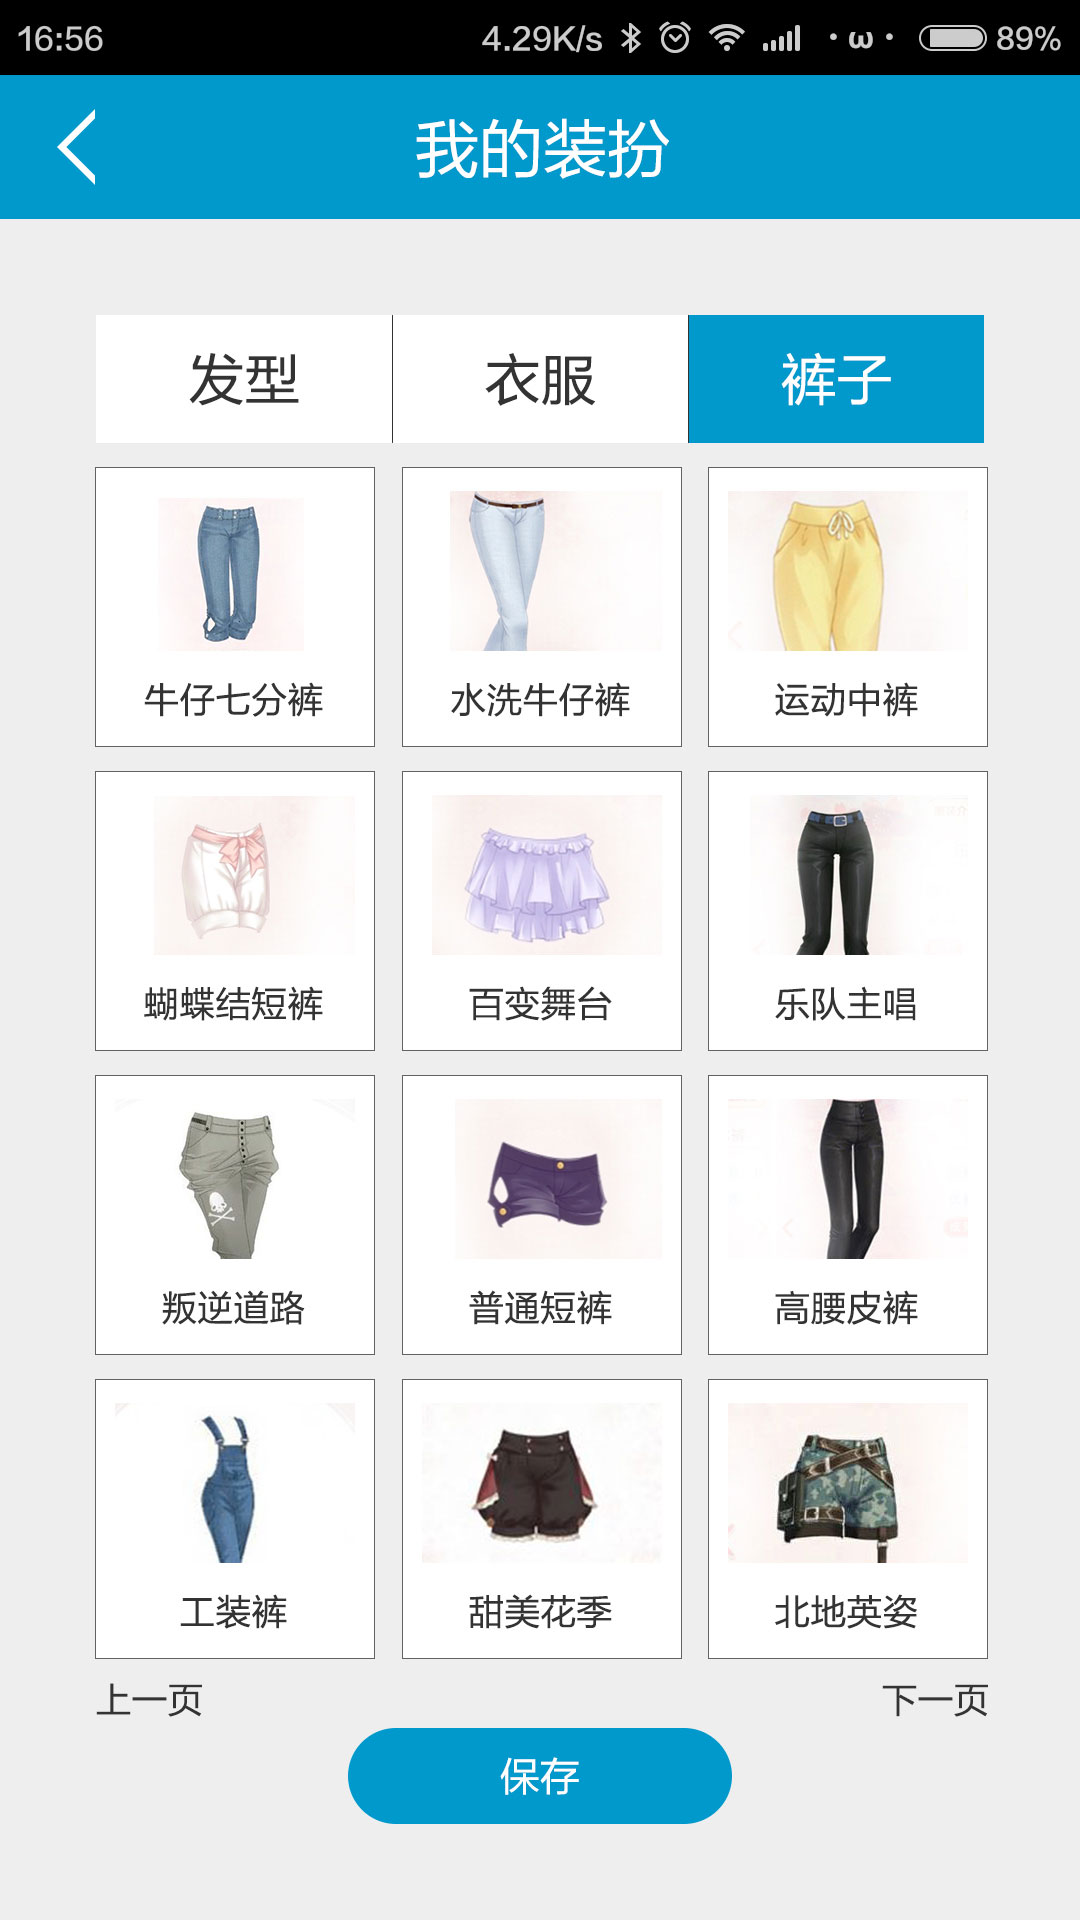 16:56 4.29K/s ·ω· 89%
我的装扮
发型 衣服 裤子
牛仔七分裤 水洗牛仔裤 运动中裤
蝴蝶结短裤 百变舞台 乐队主唱
叛逆道路 普通短裤 高腰皮裤
工装裤 甜美花季 北地英姿
上一页 下一页
保存